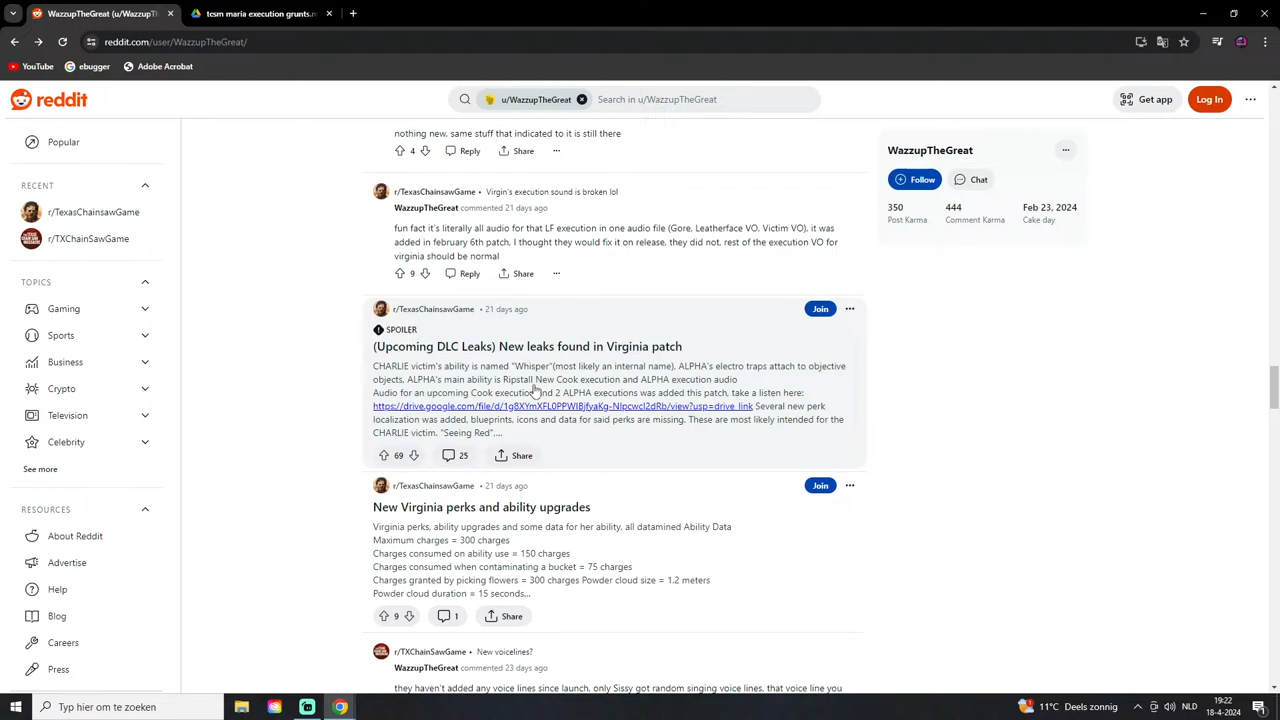 WazzupTheGreat (u/WazzupThe
tcsm maria execution grunts.m
reddit.com/user/WazzupTheGreat/
YouTube
ebugger
Adobe Acrobat
reddit
u/WazzupTheGreat
Search in u/WazzupTheGreat
Get app
Log In
Popular
RECENT
r/TexasChainsawGame
r/TXChainSawGame
TOPICS
Gaming
Sports
Business
Crypto
Television
Celebrity
See more
RESOURCES
About Reddit
Advertise
Help
Blog
Careers
Press
nothing new, same stuff that indicated to it is still there
4 Reply Share
r/TexasChainsawGame • Virgin's execution sound is broken lol
WazzupTheGreat commented 21 days ago
fun fact it's literally all audio for that LF execution in one audio file (Gore, Leatherface VO, Victim VO), it was
added in february 6th patch, I thought they would fix it on release, they did not, rest of the execution VO for
virginia should be normal
9 Reply Share
r/TexasChainsawGame • 21 days ago
Join
SPOILER
(Upcoming DLC Leaks) New leaks found in Virginia patch
CHARLIE victim's ability is named "Whisper"(most likely an internal name), ALPHA's electro traps attach to objective
objects, ALPHA's main ability is Ripstall New Cook execution and ALPHA execution audio
Audio for an upcoming Cook execution and 2 ALPHA executions was added this patch, take a listen here:
https://drive.google.com/file/d/1g8XYmXFL0PPWIBjfyaKg-NIpcwcl2dRb/view?usp=drive_link Several new perk
localization was added, blueprints, icons and data for said perks are missing. These are most likely intended for the
CHARLIE victim. "Seeing Red"....
69 25 Share
r/TexasChainsawGame • 21 days ago
Join
New Virginia perks and ability upgrades
Virginia perks, ability upgrades and some data for her ability, all datamined Ability Data
Maximum charges = 300 charges
Charges consumed on ability use = 150 charges
Charges consumed when contaminating a bucket = 75 charges
Charges granted by picking flowers = 300 charges Powder cloud size = 1.2 meters
Powder cloud duration = 15 seconds...
9 1 Share
r/TXChainSawGame • New voicelines?
WazzupTheGreat commented 23 days ago
they haven't added any voice lines since launch, only Sissy got random singing voice lines, that voice line you
WazzupTheGreat
Follow
Chat
350 444 Feb 23, 2024
Post Karma Comment Karma Cake day
Typ hier om te zoeken
11°C Deels zonnig
NLD
19:22
18-4-2024
1